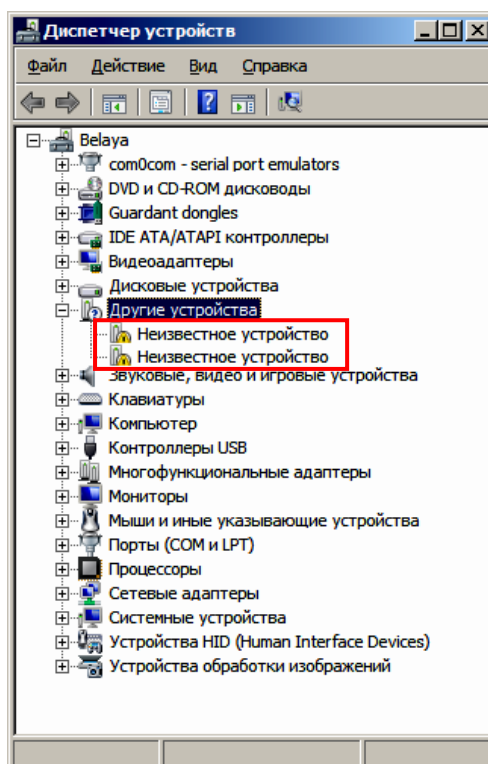 Диспетчер устройств
Файл Действие Вид Справка
Belaya
com0com - serial port emulators
DVD и CD-ROM дисководы
Guardant dongles
IDE ATA/ATAPI контроллеры
Видеоадаптеры
Дисковые устройства
Другие устройства
Неизвестное устройство
Неизвестное устройство
Звуковые, видео и игровые устройства
Клавиатуры
Компьютер
Контроллеры USB
Многофункциональные адаптеры
Мониторы
Мыши и иные указывающие устройства
Порты (COM и LPT)
Процессоры
Сетевые адаптеры
Системные устройства
Устройства HID (Human Interface Devices)
Устройства обработки изображений